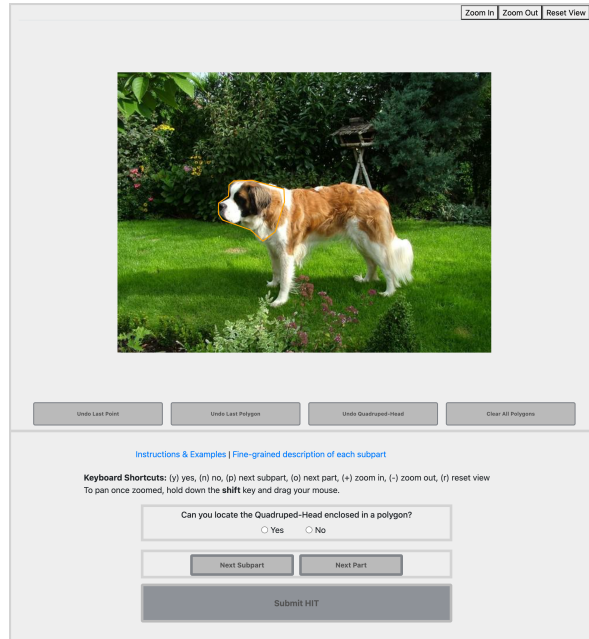 Zoom In Zoom Out Reset View
Undo Last Point Undo Last Polygon Undo Quadruped-Head Clear All Polygons
Instructions & Examples | Fine-grained description of each subpart
Keyboard Shortcuts: (y) yes, (n) no, (p) next subpart, (o) next part, (+) zoom in, (-) zoom out, (r) reset view
To pan once zoomed, hold down the shift key and drag your mouse.
Can you locate the Quadruped-Head enclosed in a polygon?
Yes No
Next Subpart Next Part
Submit HIT